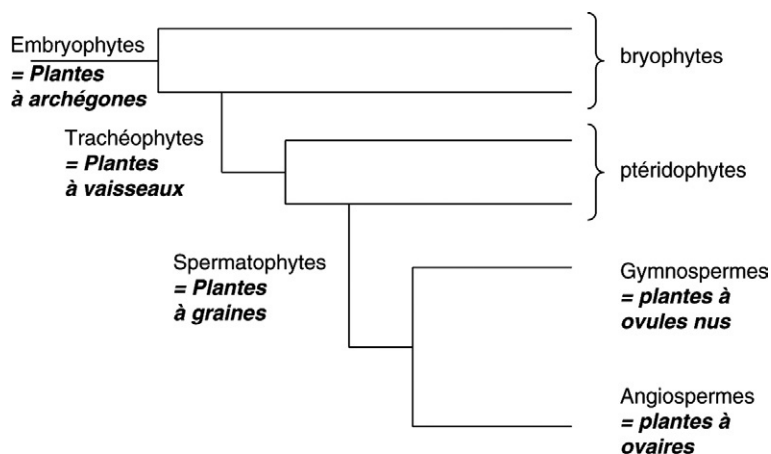 Embryophytes
= Plantes
à archégones
bryophytes
Trachéophytes
= Plantes
à vaisseaux
ptéridophytes
Spermatophytes
= Plantes
à graines
Gymnospermes
= plantes à
ovules nus
Angiospermes
= plantes à
ovaires